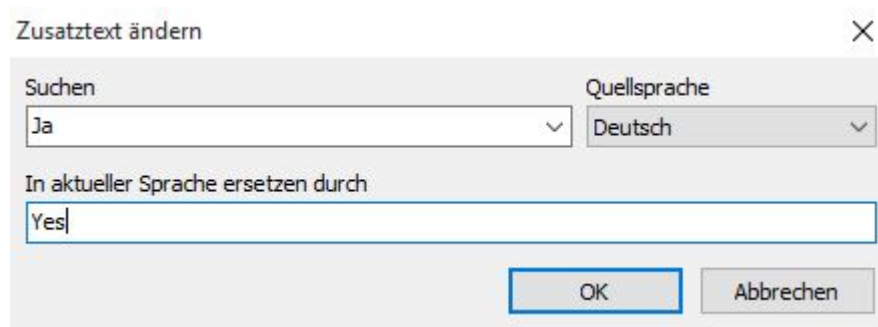 Zusatztext ändern
Suchen Quellsprache
Ja Deutsch
In aktueller Sprache ersetzen durch
Yes
OK Abbrechen